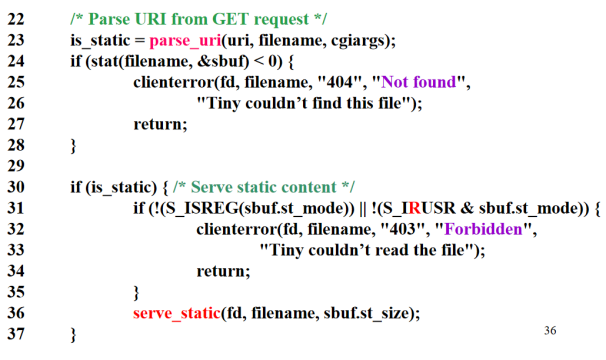 22 /* Parse URI from GET request */
23 is_static = parse_uri(uri, filename, cgiargs);
24 if (stat(filename, &sbuf) < 0) {
25 clienterror(fd, filename, "404", "Not found",
26 "Tiny couldn’t find this file");
27 return;
28 }
29
30 if (is_static) { /* Serve static content */
31 if (!(S_ISREG(sbuf.st_mode)) || !(S_IRUSR & sbuf.st_mode)) {
32 clienterror(fd, filename, "403", "Forbidden",
33 "Tiny couldn’t read the file");
34 return;
35 }
36 serve_static(fd, filename, sbuf.st_size);
37 }
36